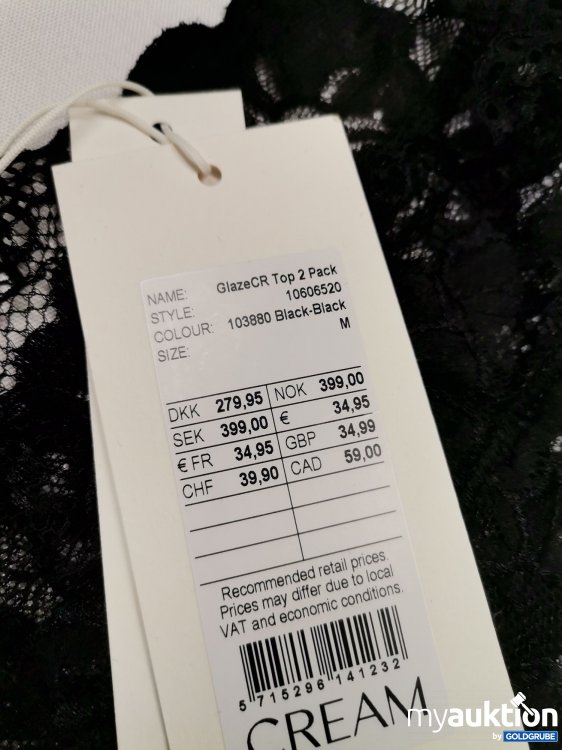 NAME: GlazeCR Top 2 Pack
STYLE: 10606520
COLOUR: 103880 Black-Black
SIZE: M
DKK 279,95 NOK 399,00
SEK 399,00 € 34,95
€ FR 34,95 GBP 34,99
CHF 39,90 CAD 59,00
Recommended retail prices.
Prices may differ due to local
VAT and economic conditions.
5 715296 141232
CREAM
myauktion
by GOLDGRUBE